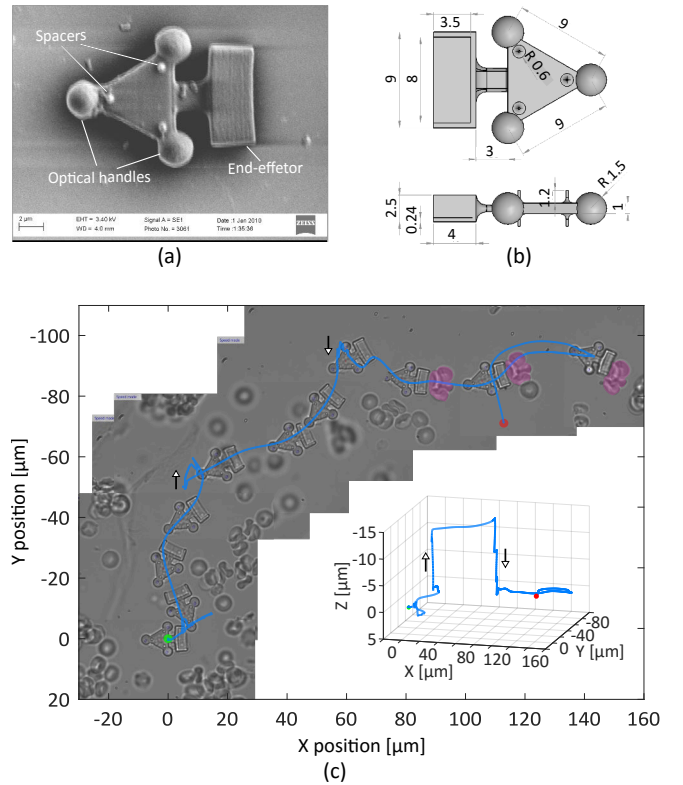 Spacers
Optical handles
End-effetor
2 µm
EHT = 3.40 kV
Signal A = SE1
Date :1 Jan 2010
WD = 4.0 mm
Photo No. = 3061
Time :1:35:36
ZEISS
(a)
3.5
9
8
3
9
R 0.6
9
2.5
0.24
4
1.2
R 1.5
1
(b)
-100
-80
-60
-40
-20
0
20
Y position [µm]
-20
0
20
40
60
80
100
120
140
160
X position [µm]
-15
-10
-5
0
5
Z [µm]
0
40
80
120
160
X [µm]
0
-40
-80
Y [µm]
(c)